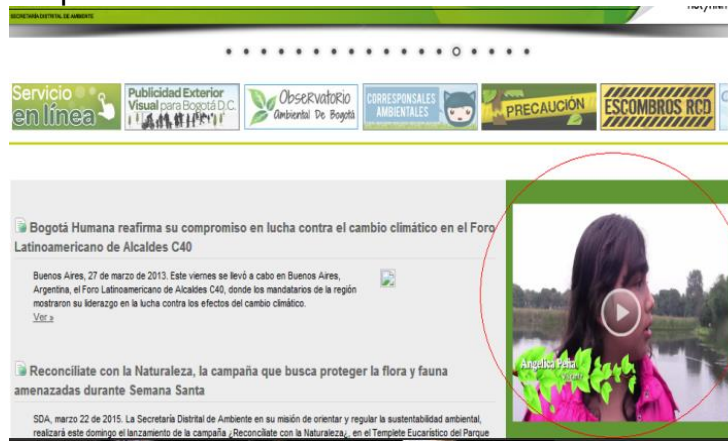 SECRETARÍA DISTRITAL DE AMBIENTE
Servicio
en línea
Publicidad Exterior
Visual para Bogotá D.C.
Observatorio
Ambiental De Bogotá
CORRESPONSALES
AMBIENTALES
PRECAUCIÓN
ESCOMBROS RCD
Bogotá Humana reafirma su compromiso en lucha contra el cambio climático en el Foro
Latinoamericano de Alcaldes C40
Buenos Aires, 27 de marzo de 2013. Este viernes se llevó a cabo en Buenos Aires,
Argentina, el Foro Latinoamericano de Alcaldes C40, donde los mandatarios de la región
mostraron su liderazgo en la lucha contra los efectos del cambio climático.
Ver »
Reconcíliate con la Naturaleza, la campaña que busca proteger la flora y fauna
amenazadas durante Semana Santa
SDA, marzo 22 de 2015. La Secretaría Distrital de Ambiente en su misión de orientar y regular la sustentabilidad ambiental,
realizará este domingo el lanzamiento de la campaña ¿Reconcíliate con la Naturaleza¿, en el Templete Eucarístico del Parque
Angelica Peña